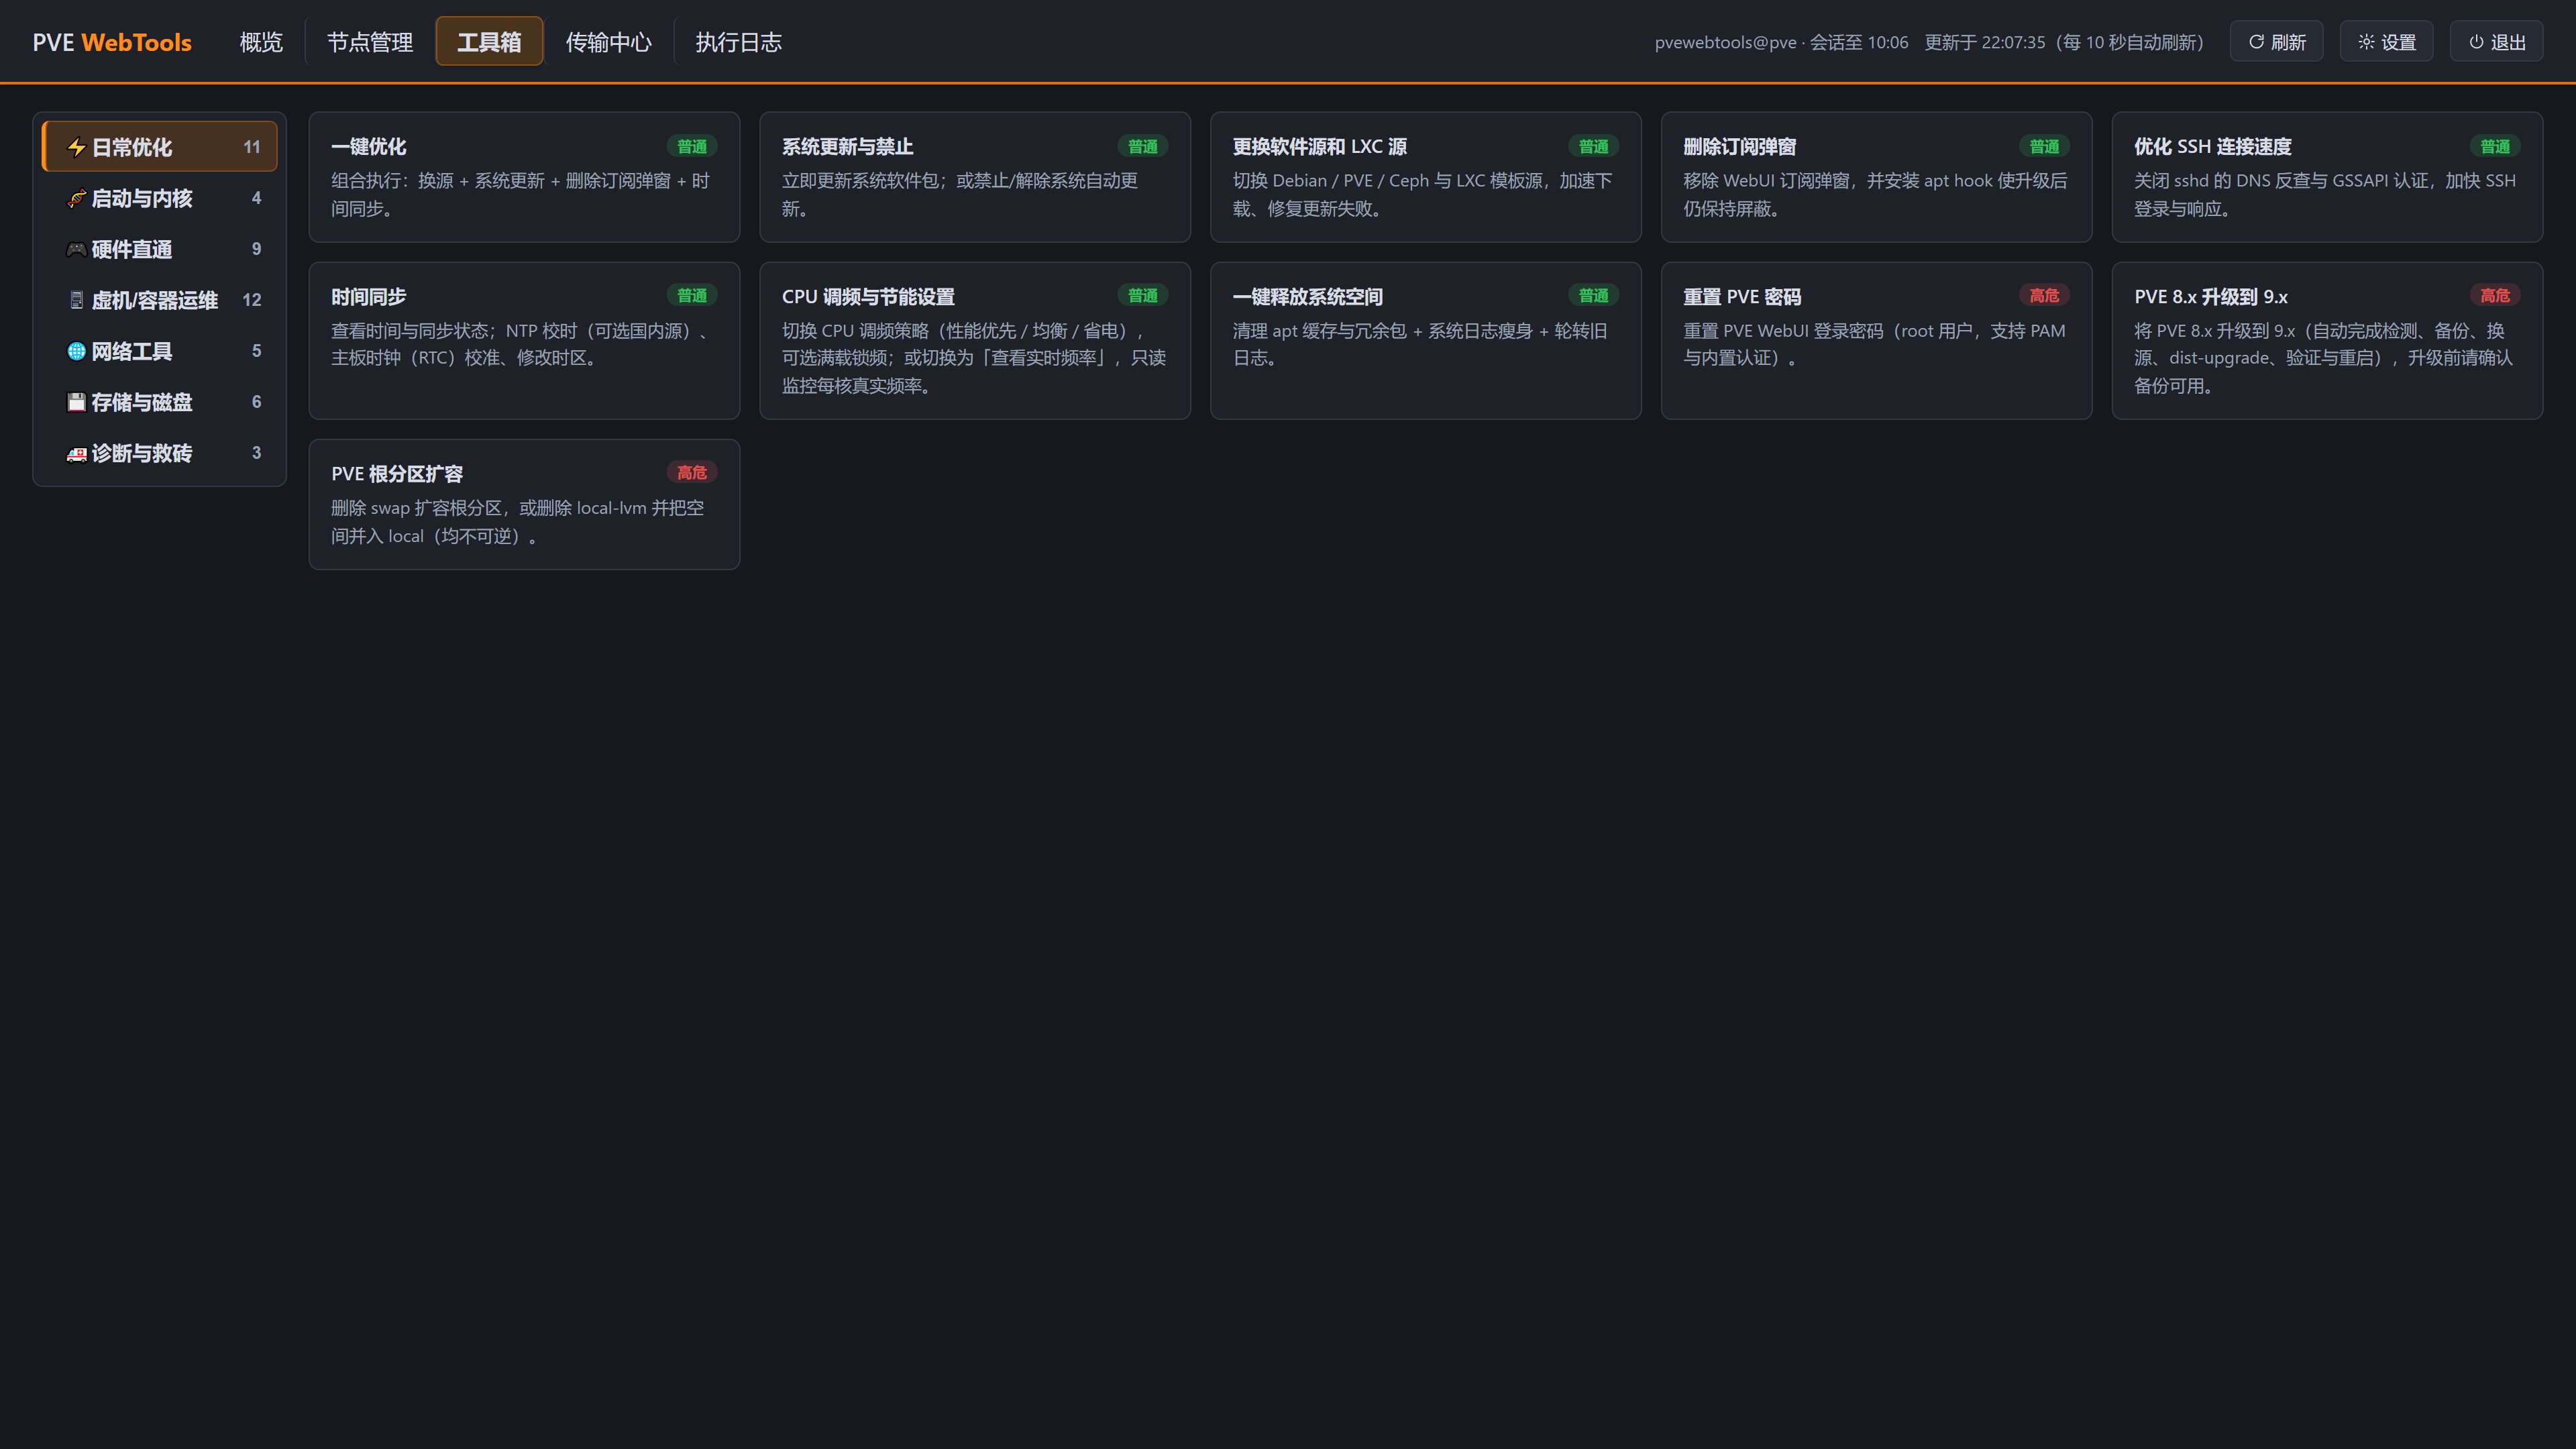 PVE WebTools
概览
节点管理
工具箱
传输中心
执行日志
pvewebtools@pve · 会话至 10:06
更新于 22:07:35（每 10 秒自动刷新）
刷新
设置
退出
日常优化 11
启动与内核 4
硬件直通 9
虚机/容器运维 12
网络工具 5
存储与磁盘 6
诊断与救砖 3
一键优化 普通
组合执行：换源 + 系统更新 + 删除订阅弹窗 + 时
间同步。
系统更新与禁止 普通
立即更新系统软件包；或禁止/解除系统自动更
新。
更换软件源和 LXC 源 普通
切换 Debian / PVE / Ceph 与 LXC 模板源，加速下
载、修复更新失败。
删除订阅弹窗 普通
移除 WebUI 订阅弹窗，并安装 apt hook 使升级后
仍保持屏蔽。
优化 SSH 连接速度 普通
关闭 sshd 的 DNS 反查与 GSSAPI 认证，加快 SSH
登录与响应。
时间同步 普通
查看时间与同步状态；NTP 校时（可选国内源）、
主板时钟（RTC）校准、修改时区。
CPU 调频与节能设置 普通
切换 CPU 调频策略（性能优先 / 均衡 / 省电），
可选满载锁频；或切换为「查看实时频率」，只读
监控每核真实频率。
一键释放系统空间 普通
清理 apt 缓存与冗余包 + 系统日志瘦身 + 轮转旧
日志。
重置 PVE 密码 高危
重置 PVE WebUI 登录密码（root 用户，支持 PAM
与内置认证）。
PVE 8.x 升级到 9.x 高危
将 PVE 8.x 升级到 9.x（自动完成检测、备份、换
源、dist-upgrade、验证与重启），升级前请确认
备份可用。
PVE 根分区扩容 高危
删除 swap 扩容根分区，或删除 local-lvm 并把空
间并入 local（均不可逆）。